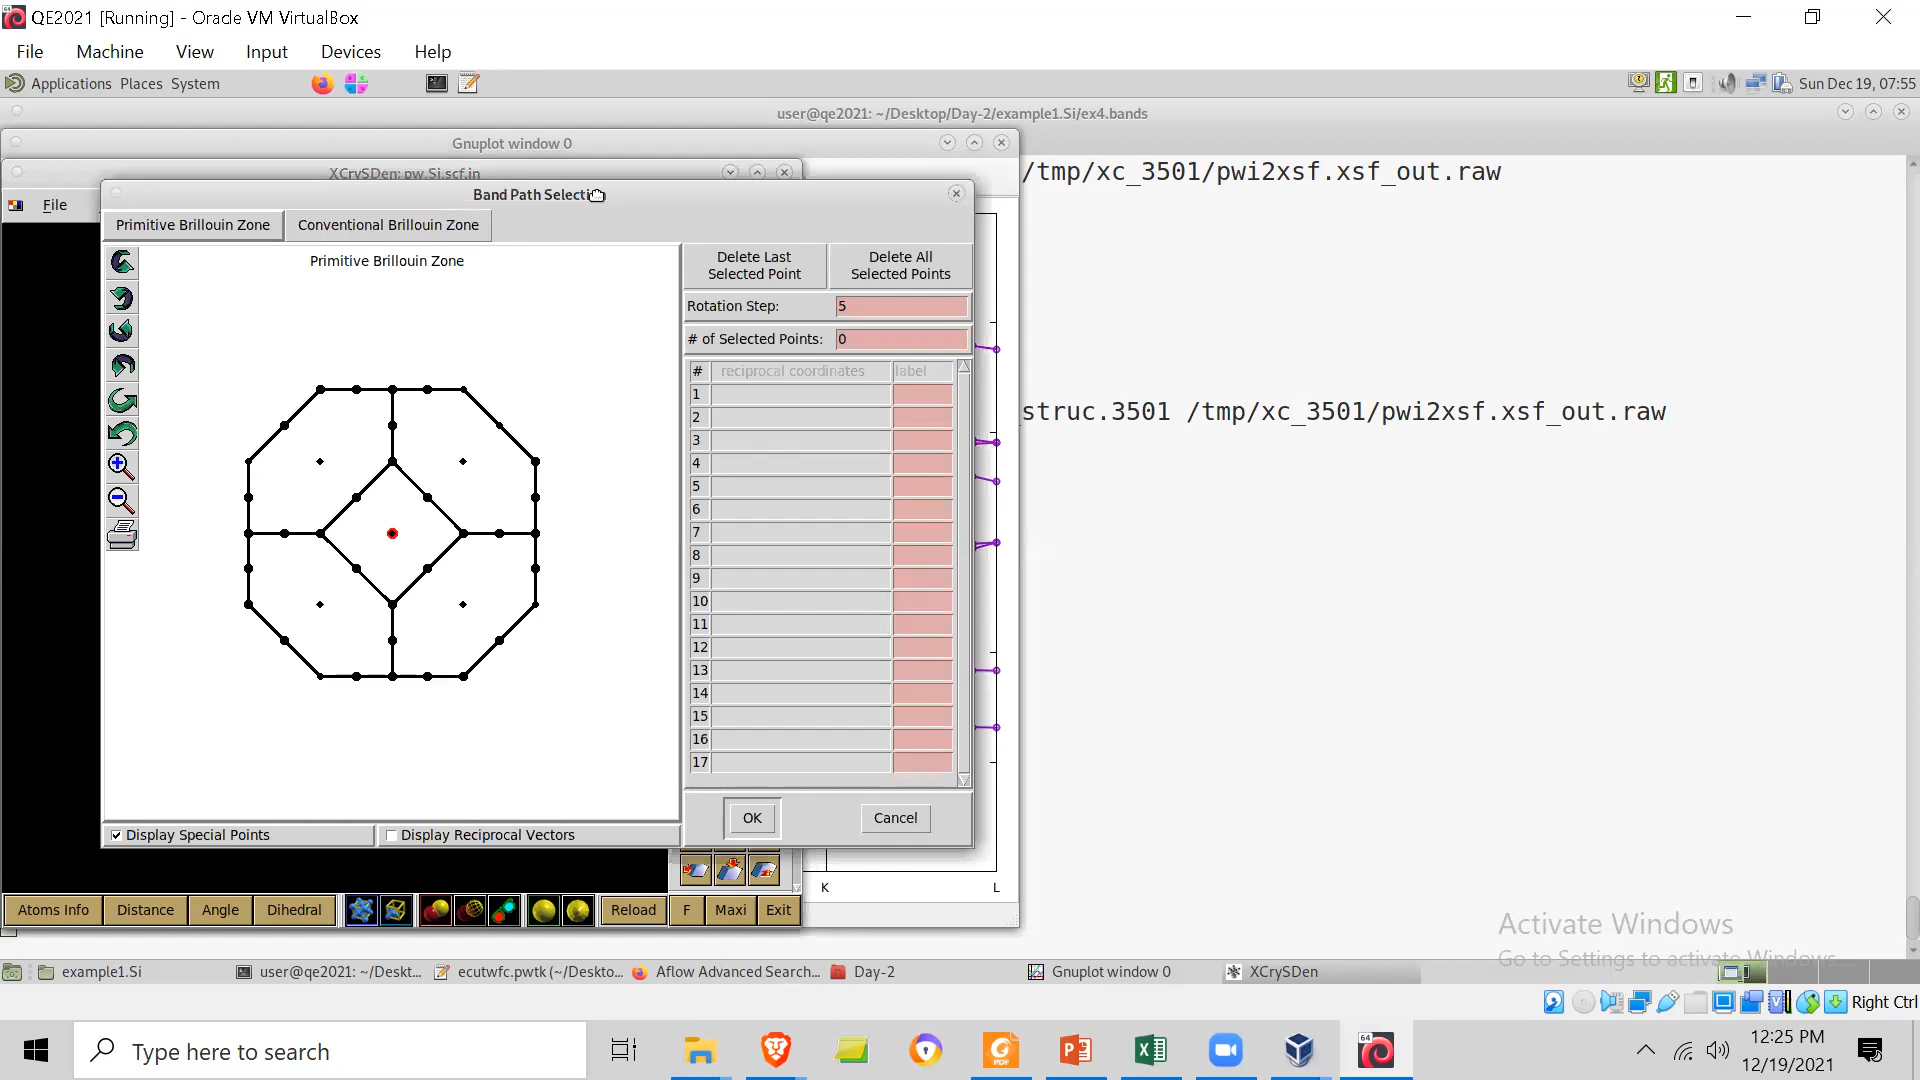 QE2021 [Running] - Oracle VM VirtualBox
File Machine View Input Devices Help
Applications Places System
Sun Dec 19, 07:55
user@qe2021: ~/Desktop/Day-2/example1.Si/ex4.bands
Gnuplot window 0
XCrySDen: pw.Si.scf.in
/tmp/xc_3501/pwi2xsf.xsf_out.raw
Band Path Selecti
File
Primitive Brillouin Zone
Conventional Brillouin Zone
Primitive Brillouin Zone
Delete Last Selected Point
Delete All Selected Points
Rotation Step: 5
# of Selected Points: 0
# reciprocal coordinates label
1
2
3
4
5
6
7
8
9
10
11
12
13
14
15
16
17
struc.3501 /tmp/xc_3501/pwi2xsf.xsf_out.raw
OK
Cancel
Display Special Points
Display Reciprocal Vectors
K
L
Atoms Info Distance Angle Dihedral Reload F Maxi Exit
Activate Windows
Go to Settings to activate Windows.
example1.Si
user@qe2021: ~/Deskt...
ecutwfc.pwtk (~/Deskto...
Aflow Advanced Search...
Day-2
Gnuplot window 0
XCrySDen
Right Ctrl
Type here to search
12:25 PM
12/19/2021